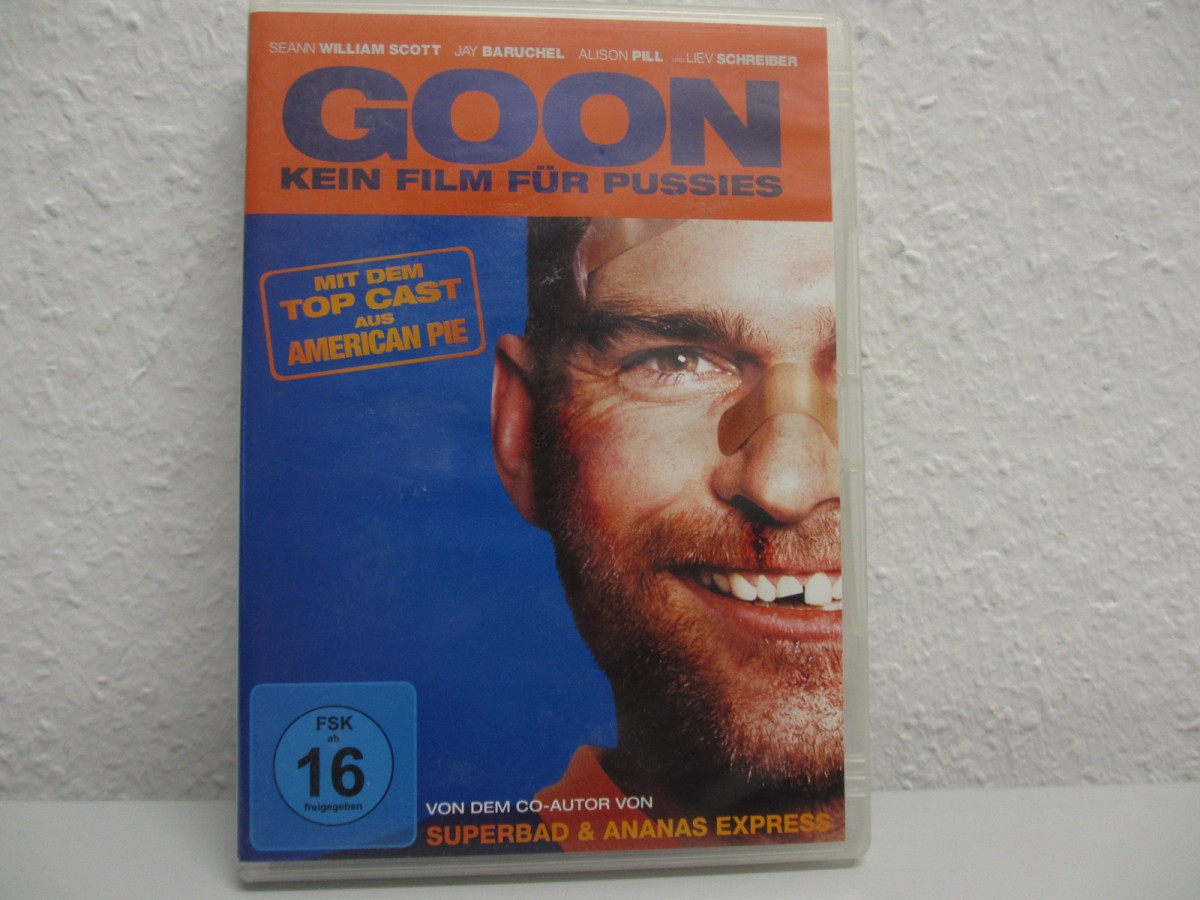 SEANN WILLIAM SCOTT JAY BARUCHEL ALISON PILL UND LIEV SCHREIBER
GOON
KEIN FILM FÜR PUSSIES
MIT DEM
TOP CAST
AUS
AMERICAN PIE
FSK
ab
16
freigegeben
VON DEM CO-AUTOR VON
SUPERBAD & ANANAS EXPRESS